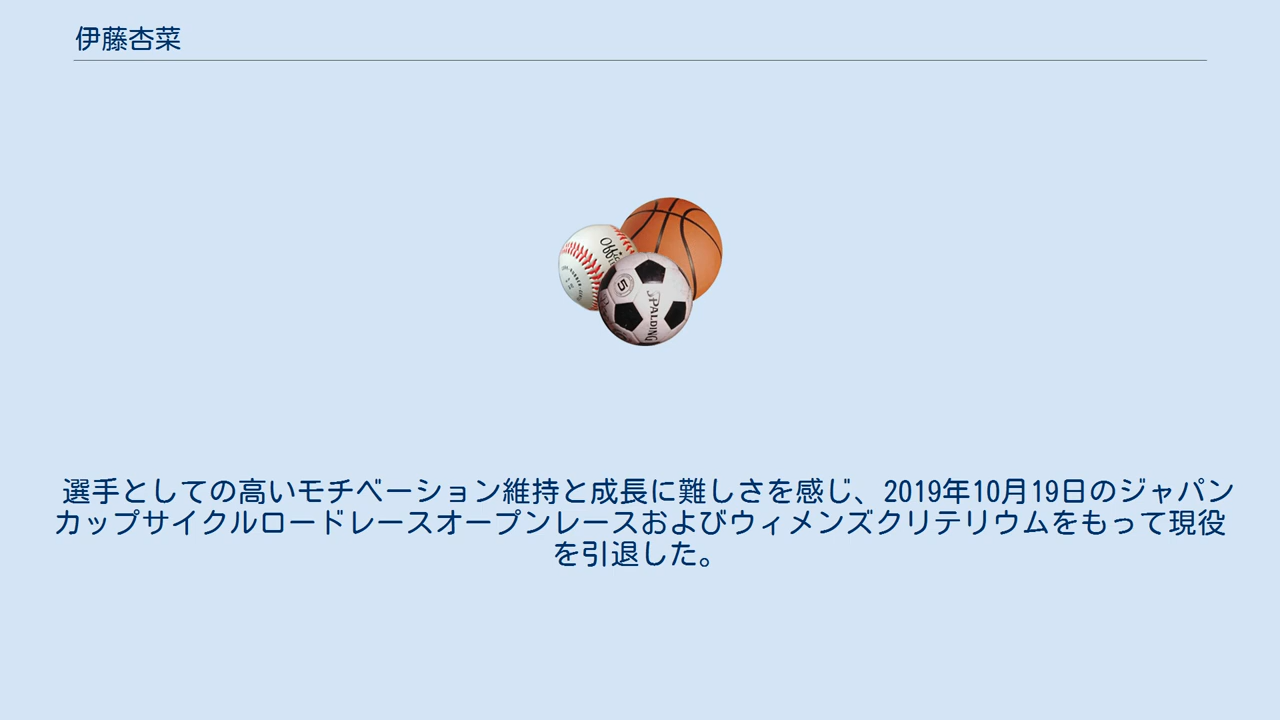 伊藤杏菜
Offici
5
SPALDING
選手としての高いモチベーション維持と成長に難しさを感じ、2019年10月19日のジャパン
カップサイクルロードレースオープンレースおよびウィメンズクリテリウムをもって現役
を引退した。